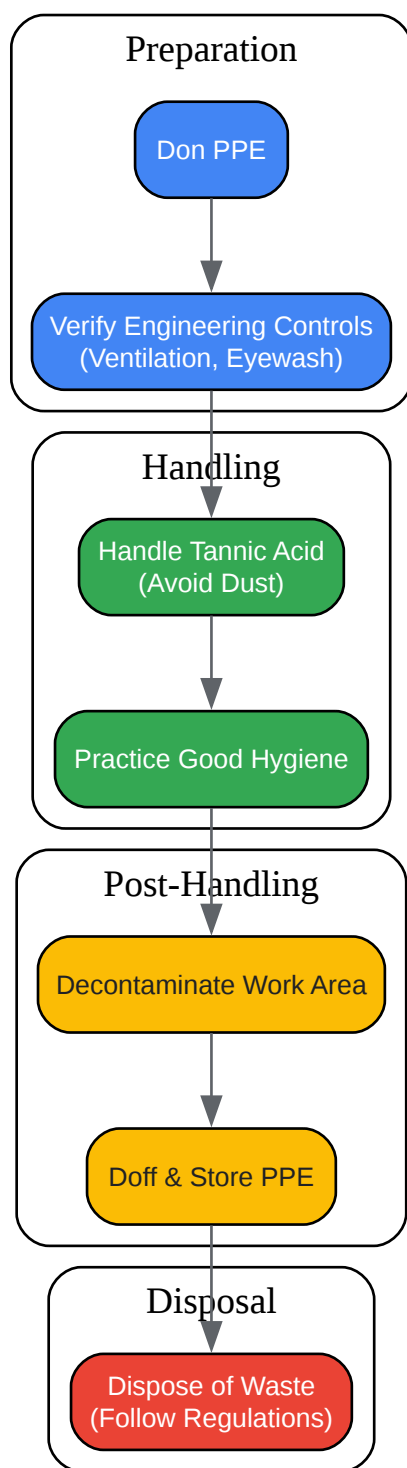 Preparation
Don PPE
Verify Engineering Controls
(Ventilation, Eyewash)
Handling
Handle Tannic Acid
(Avoid Dust)
Practice Good Hygiene
Post-Handling
Decontaminate Work Area
Doff & Store PPE
Disposal
Dispose of Waste
(Follow Regulations)